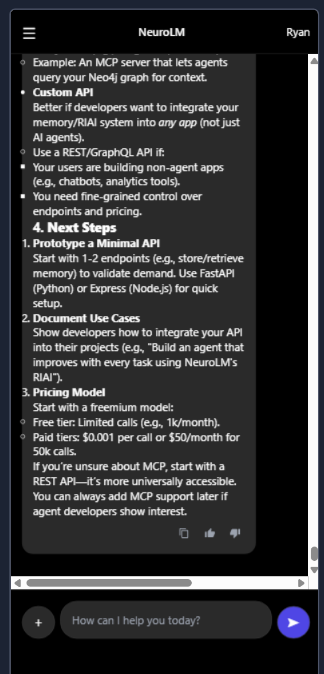 NeuroLM
Ryan
Example: An MCP server that lets agents
query your Neo4j graph for context.
Custom API
Better if developers want to integrate your
memory/RIAI system into any app (not just
AI agents).
Use a REST/GraphQL API if:
Your users are building non-agent apps
(e.g., chatbots, analytics tools).
You need fine-grained control over
endpoints and pricing.
4. Next Steps
1. Prototype a Minimal API
Start with 1-2 endpoints (e.g., store/retrieve
memory) to validate demand. Use FastAPI
(Python) or Express (Node.js) for quick
setup.
2. Document Use Cases
Show developers how to integrate your API
into their projects (e.g., "Build an agent that
improves with every task using NeuroLM's
RIAI").
3. Pricing Model
Start with a freemium model:
Free tier: Limited calls (e.g., 1k/month).
Paid tiers: $0.001 per call or $50/month for
50k calls.
If you're unsure about MCP, start with a
REST API—it's more universally accessible.
You can always add MCP support later if
agent developers show interest.
How can I help you today?